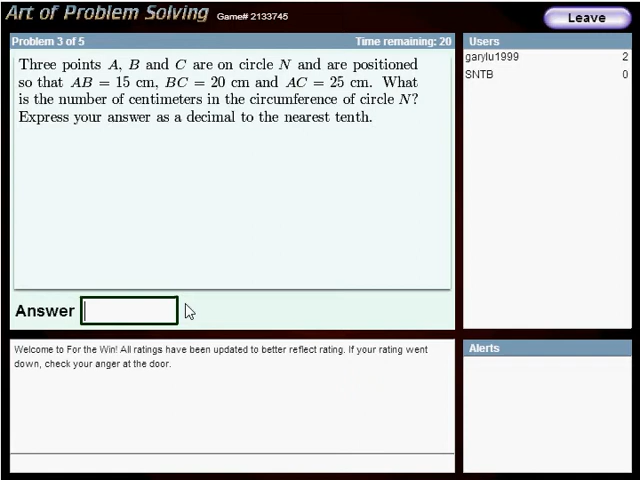 Art of Problem Solving Game# 2133745 Leave
Problem 3 of 5 Time remaining: 20
Users
Three points A, B and C are on circle N and are positioned
so that AB = 15 cm, BC = 20 cm and AC = 25 cm. What
is the number of centimeters in the circumference of circle N?
Express your answer as a decimal to the nearest tenth.
garylu1999 2
SNTB 0
Answer
Welcome to For the Win! All ratings have been updated to better reflect rating. If your rating went
down, check your anger at the door.
Alerts